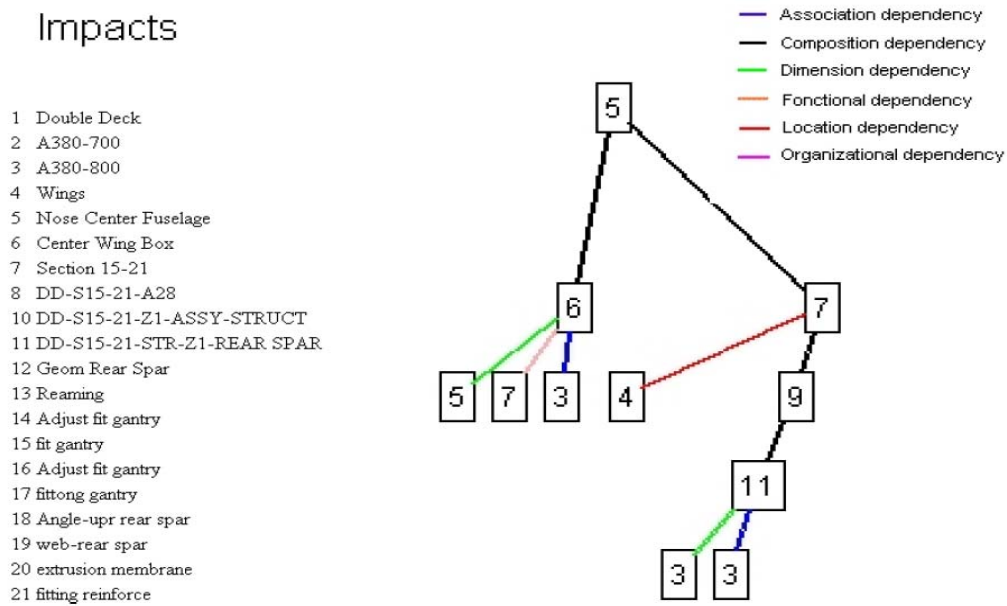 Impacts
1 Double Deck
2 A380-700
3 A380-800
4 Wings
5 Nose Center Fuselage
6 Center Wing Box
7 Section 15-21
8 DD-S15-21-A28
10 DD-S15-21-Z1-ASSY-STRUCT
11 DD-S15-21-STR-Z1-REAR SPAR
12 Geom Rear Spar
13 Reaming
14 Adjust fit gantry
15 fit gantry
16 Adjust fit gantry
17 fittong gantry
18 Angle-upr rear spar
19 web-rear spar
20 extrusion membrane
21 fitting reinforce
Association dependency
Composition dependency
Dimension dependency
Fonctional dependency
Location dependency
Organizational dependency
5
6 7
5 7 3 4 9
11
3 3